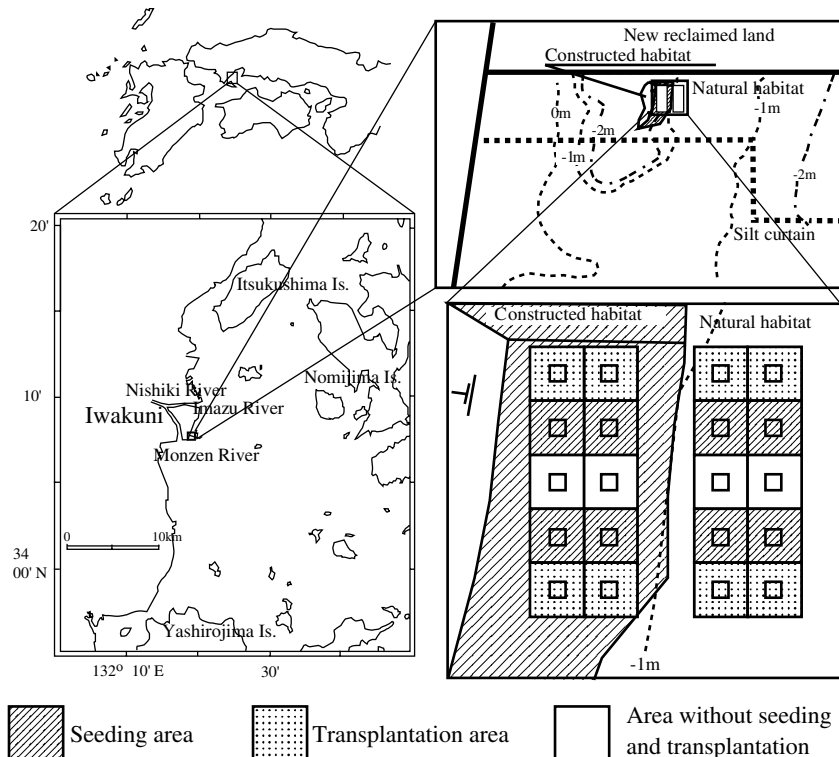 New reclaimed land
Constructed habitat
Natural habitat
0m
-1m
-2m
-1m
-2m
Silt curtain
20'
10'
34
00' N
132º 10' E
30'
Itsukushima Is.
Nomijima Is.
Nishiki River
Imazu River
Iwakuni
Monzen River
0
10km
Yashirojima Is.
Constructed habitat
Natural habitat
-1m
Seeding area
Transplantation area
Area without seeding
and transplantation